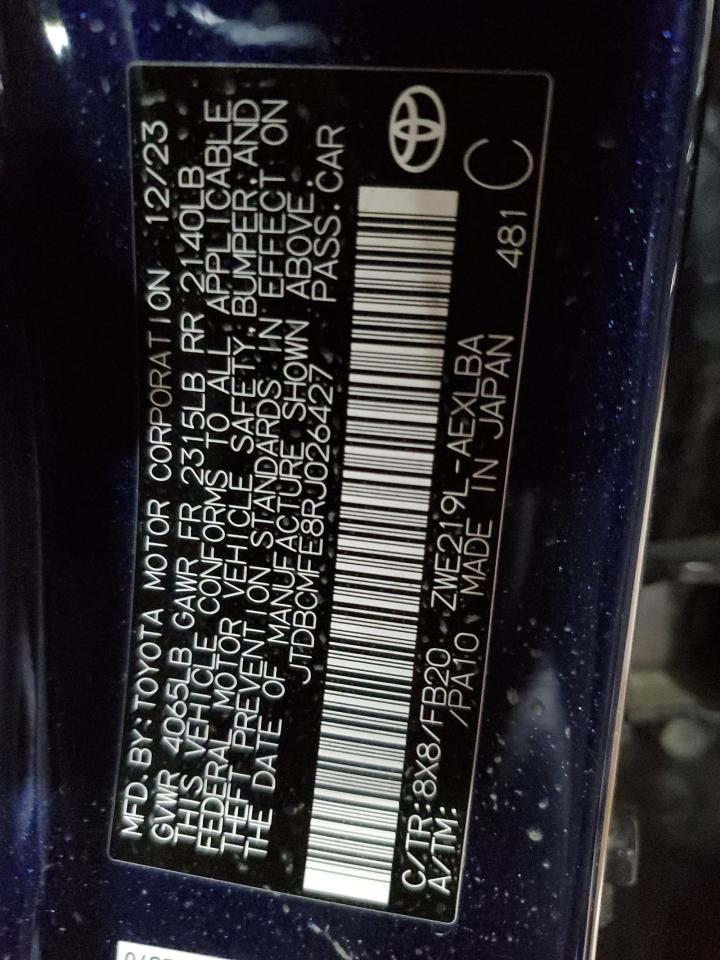 MFD. BY: TOYOTA MOTOR CORPORATION 12/23
GVWR 4065LB GAWR FR 2315LB RR 2140LB
THIS VEHICLE CONFORMS TO ALL APPLICABLE
FEDERAL MOTOR VEHICLE SAFETY, BUMPER, AND
THEFT PREVENTION STANDARDS IN EFFECT ON
THE DATE OF MANUFACTURE SHOWN ABOVE.
JTDBCMFE8RJ026427 PASS. CAR
C/TR: 8X8/FB20 ZWE219L-AEXLBA 481 C
A/TM: /PA10 MADE IN JAPAN